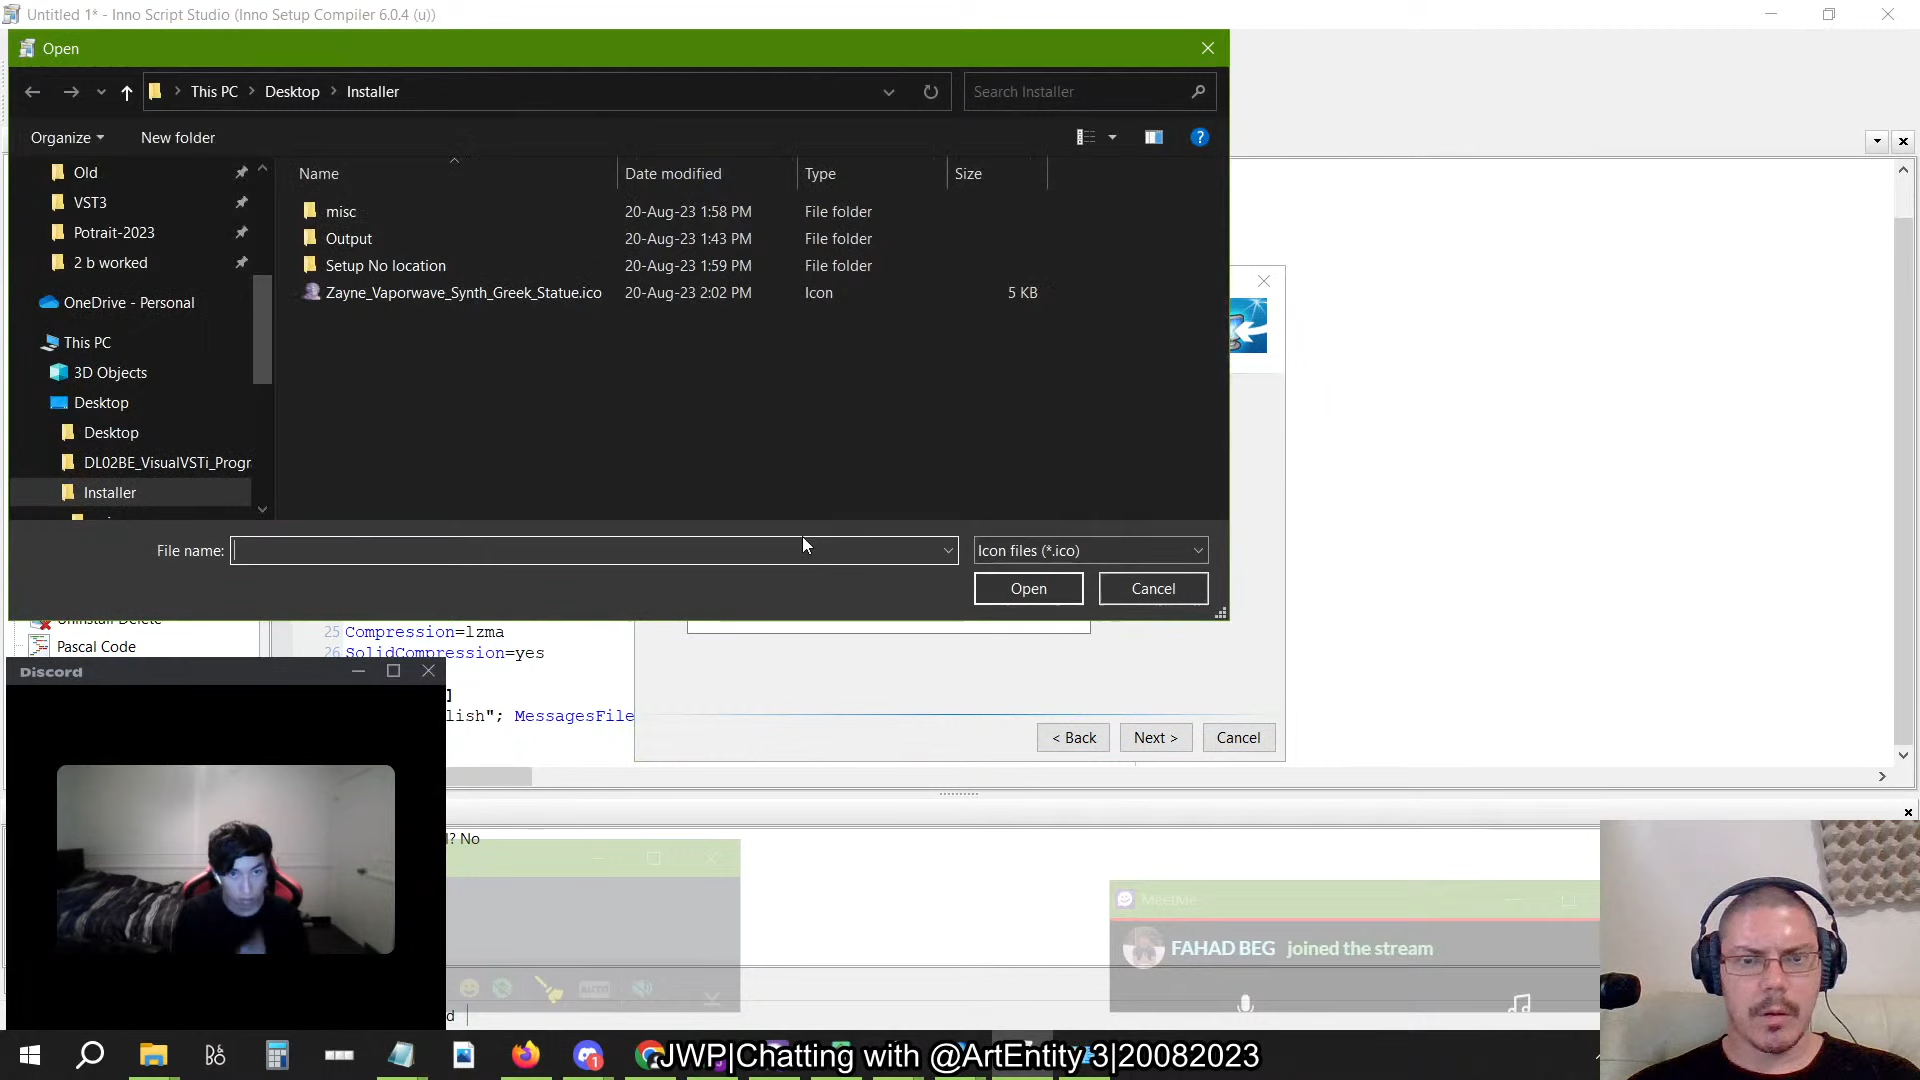 Untitled 1* - Inno Script Studio (Inno Setup Compiler 6.0.4 (u))
Open
This PC > Desktop > Installer
Search Installer
Organize
New folder
Old
VST3
Potrait-2023
2 b worked
OneDrive - Personal
This PC
3D Objects
Desktop
Desktop
DL02BE_VisualVSTi_Progr
Installer
Name Date modified Type Size
misc 20-Aug-23 1:58 PM File folder
Output 20-Aug-23 1:43 PM File folder
Setup No location 20-Aug-23 1:59 PM File folder
Zayne_Vaporwave_Synth_Greek_Statue.ico 20-Aug-23 2:02 PM Icon 5 KB
File name:
Icon files (*.ico)
Open
Cancel
Pascal Code
25 Compression=lzma
26 SolidCompression=yes
]
lish"; MessagesFile
< Back
Next >
Cancel
Discord
? No
MeetMe
FAHAD BEG joined the stream
d
JWP|Chatting with @ArtEntity 3|20082023